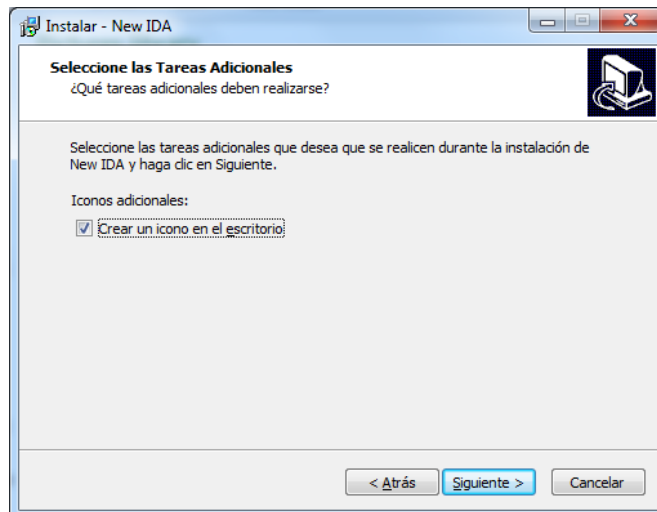 Instalar - New IDA
Seleccione las Tareas Adicionales
¿Qué tareas adicionales deben realizarse?
Seleccione las tareas adicionales que desea que se realicen durante la instalación de
New IDA y haga clic en Siguiente.
Iconos adicionales:
Crear un icono en el escritorio
< Atrás
Siguiente >
Cancelar